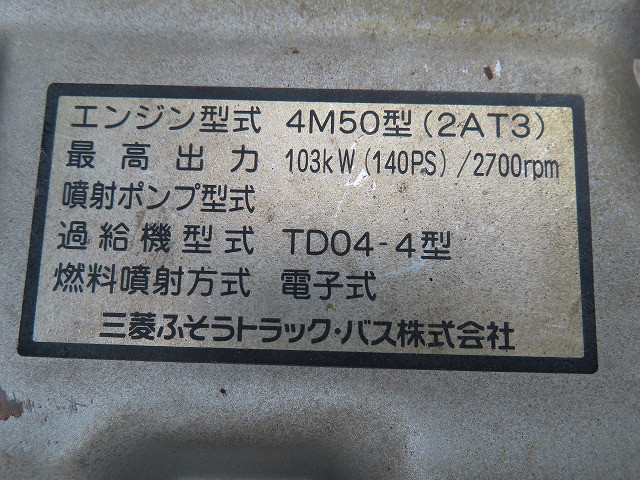 エンジン型式 4M50型(2AT3)
最高出力 103kW(140PS)/2700rpm
噴射ポンプ型式
過給機型式 TD04-4型
燃料噴射方式 電子式
三菱ふそうトラック・バス株式会社